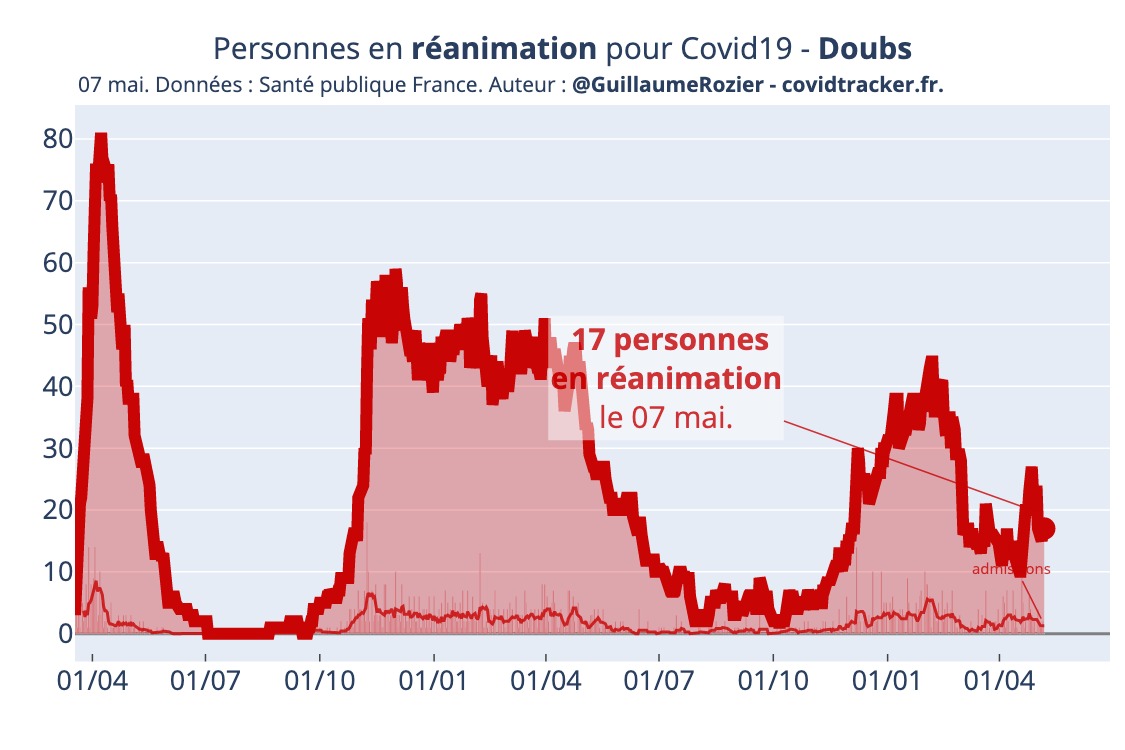 Personnes en réanimation pour Covid19 - Doubs
07 mai. Données : Santé publique France. Auteur : @GuillaumeRozier - covidtracker.fr.
80
70
60
50
40
30
20
10
0
17 personnes
en réanimation
le 07 mai.
admissions
01/04 01/07 01/10 01/01 01/04 01/07 01/10 01/01 01/04